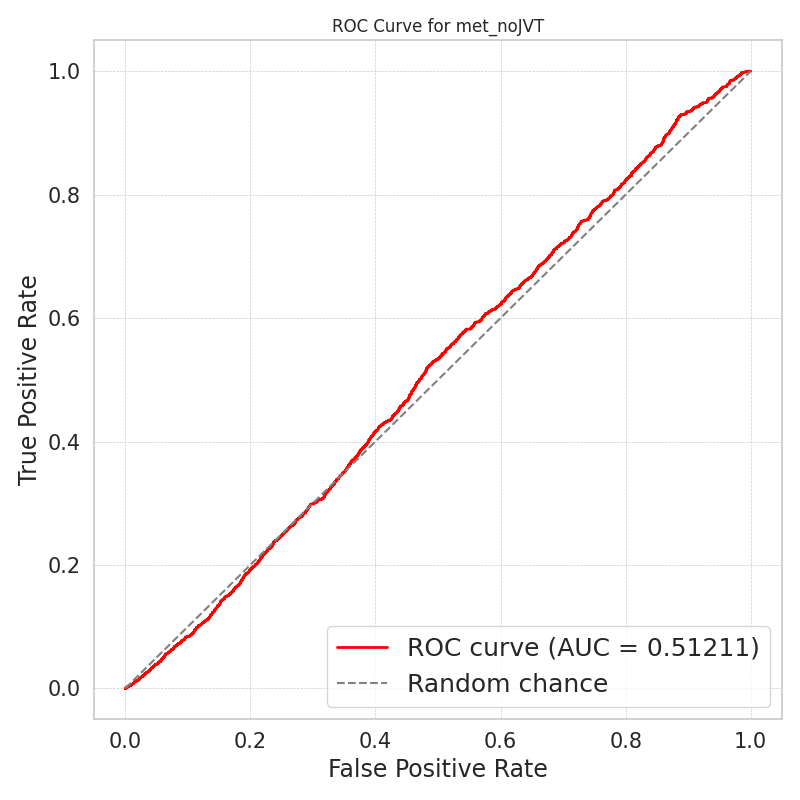 ROC Curve for met_noJVT
True Positive Rate
1.0
0.8
0.6
0.4
0.2
0.0
ROC curve (AUC = 0.51211)
Random chance
0.0 0.2 0.4 0.6 0.8 1.0
False Positive Rate